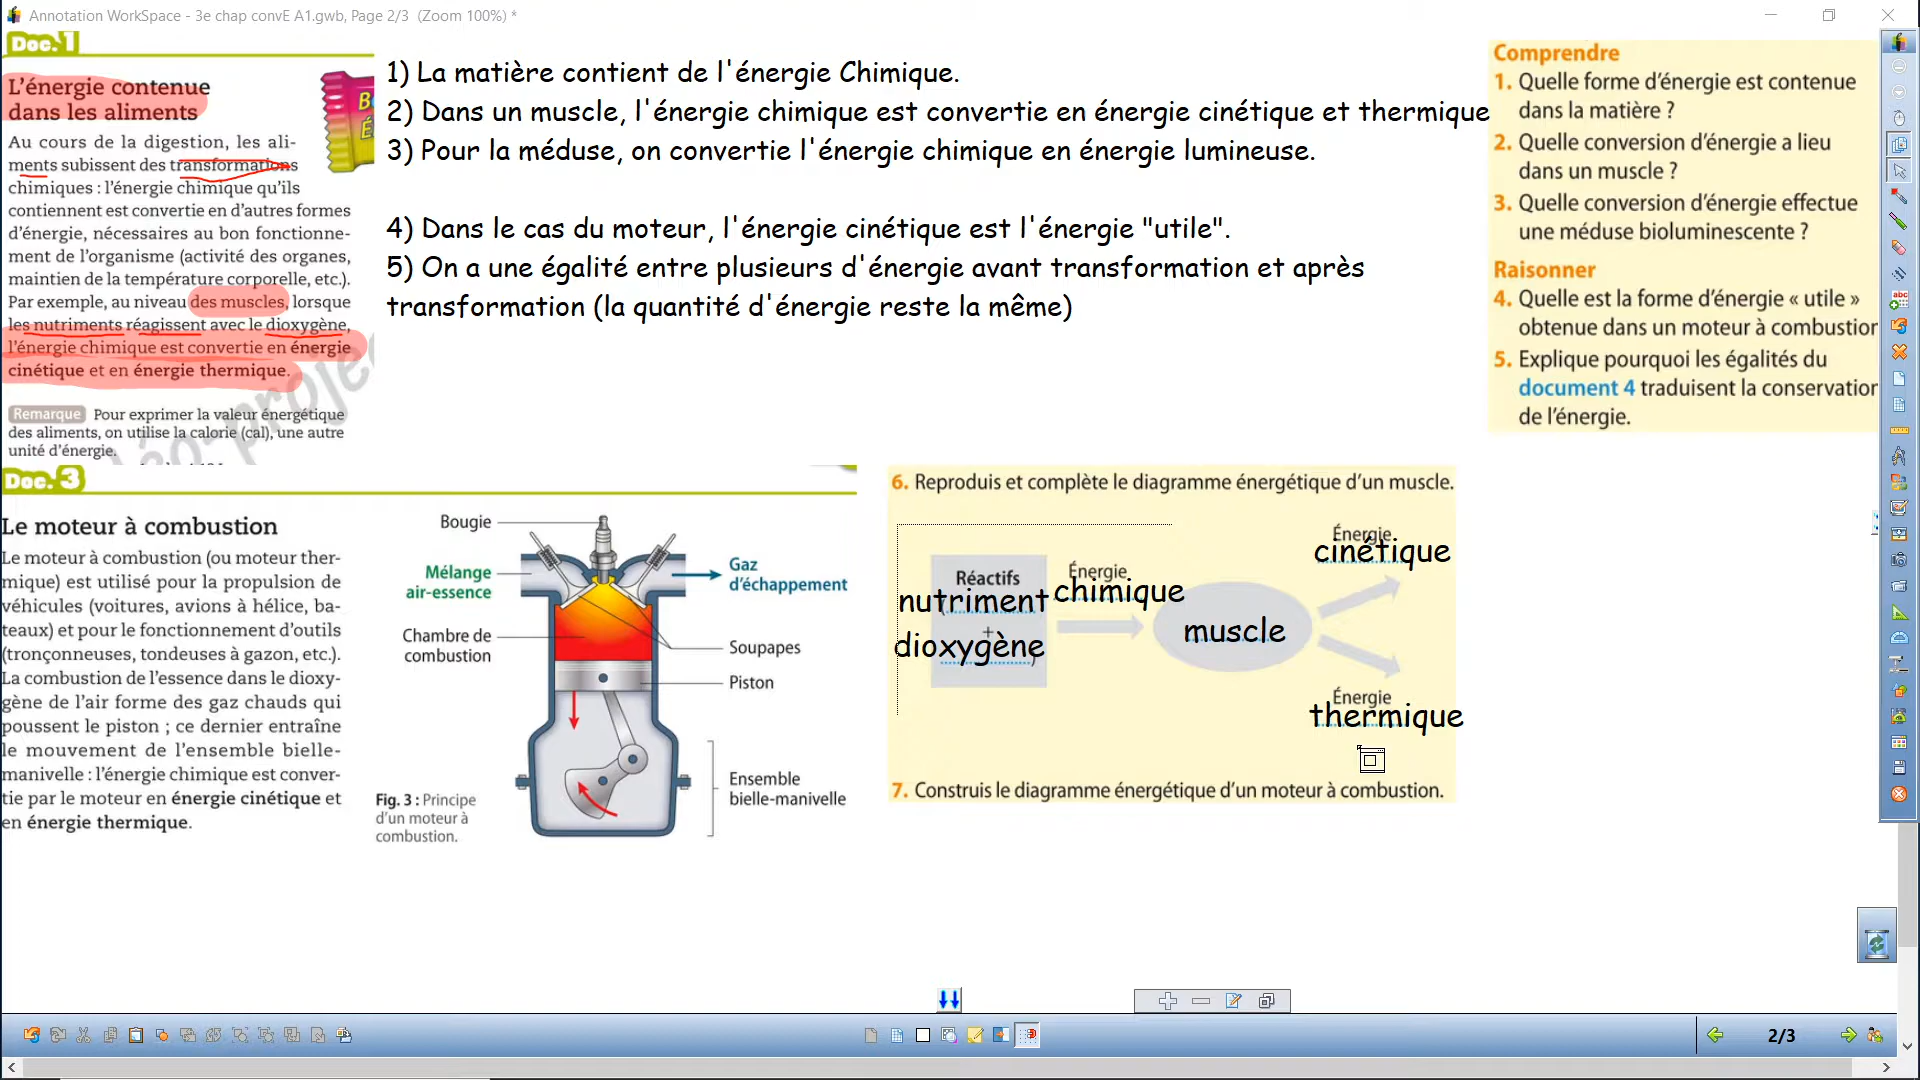 Annotation WorkSpace - 3e chap convE A1.gwb, Page 2/3 (Zoom 100%) *
Doc.1
L'énergie contenue
dans les aliments
Au cours de la digestion, les ali-
ments subissent des transformations
chimiques : l'énergie chimique qu'ils
contiennent est convertie en d'autres formes
d'énergie, nécessaires au bon fonctionne-
ment de l'organisme (activité des organes,
maintien de la température corporelle, etc.).
Par exemple, au niveau des muscles, lorsque
les nutriments réagissent avec le dioxygène,
l'énergie chimique est convertie en énergie
cinétique et en énergie thermique.
Remarque Pour exprimer la valeur énergétique
des aliments, on utilise la calorie (cal), une autre
unité d'énergie.
1) La matière contient de l'énergie Chimique.
2) Dans un muscle, l'énergie chimique est convertie en énergie cinétique et thermique
3) Pour la méduse, on convertie l'énergie chimique en énergie lumineuse.
4) Dans le cas du moteur, l'énergie cinétique est l'énergie "utile".
5) On a une égalité entre plusieurs d'énergie avant transformation et après
transformation (la quantité d'énergie reste la même)
Comprendre
1. Quelle forme d'énergie est contenue
dans la matière ?
2. Quelle conversion d'énergie a lieu
dans un muscle ?
3. Quelle conversion d'énergie effectue
une méduse bioluminescente ?
Raisonner
4. Quelle est la forme d'énergie « utile »
obtenue dans un moteur à combustion
5. Explique pourquoi les égalités du
document 4 traduisent la conservation
de l'énergie.
Doc.3
Le moteur à combustion
Le moteur à combustion (ou moteur ther-
mique) est utilisé pour la propulsion de
véhicules (voitures, avions à hélice, ba-
teaux) et pour le fonctionnement d'outils
(tronçonneuses, tondeuses à gazon, etc.).
La combustion de l'essence dans le dioxy-
gène de l'air forme des gaz chauds qui
poussent le piston ; ce dernier entraîne
le mouvement de l'ensemble bielle-
manivelle : l'énergie chimique est conver-
tie par le moteur en énergie cinétique et
en énergie thermique.
Bougie
Mélange
air-essence
Chambre de
combustion
Gaz
d'échappement
Soupapes
Piston
Ensemble
bielle-manivelle
Fig. 3 : Principe
d'un moteur à
combustion.
6. Reproduis et complète le diagramme énergétique d'un muscle.
Réactifs
nutriment
+
dioxygène
Énergie
chimique
muscle
Énergie
cinétique
Énergie
thermique
7. Construis le diagramme énergétique d'un moteur à combustion.
abc
2/3